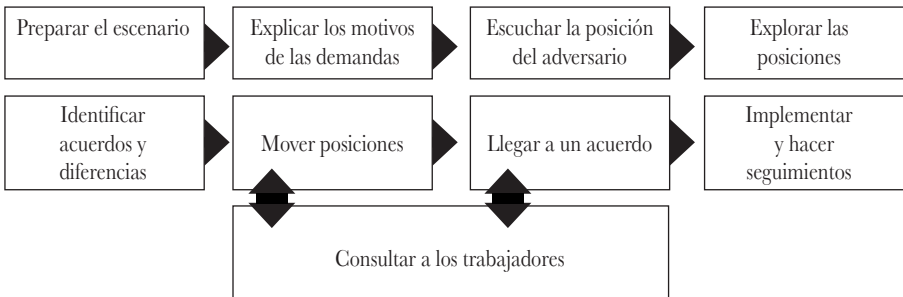 Preparar el escenario
Explicar los motivos
de las demandas
Escuchar la posición
del adversario
Explorar las
posiciones
Identificar
acuerdos y
diferencias
Mover posiciones
Llegar a un acuerdo
Implementar
y hacer
seguimientos
Consultar a los trabajadores